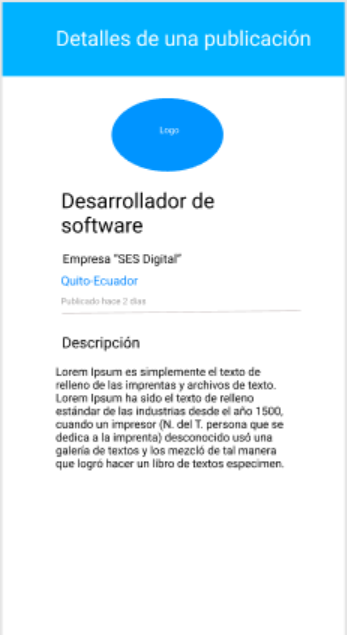 Detalles de una publicación
Logo
Desarrollador de
software
Empresa "SES Digital"
Quito-Ecuador
Publicado hace 2 dias
Descripción
Lorem Ipsum es simplemente el texto de
relleno de las imprentas y archivos de texto.
Lorem Ipsum ha sido el texto de relleno
estándar de las industrias desde el año 1500,
cuando un impresor (N. del T. persona que se
dedica a la imprenta) desconocido usó una
galería de textos y los mezcló de tal manera
que logró hacer un libro de textos especimen.